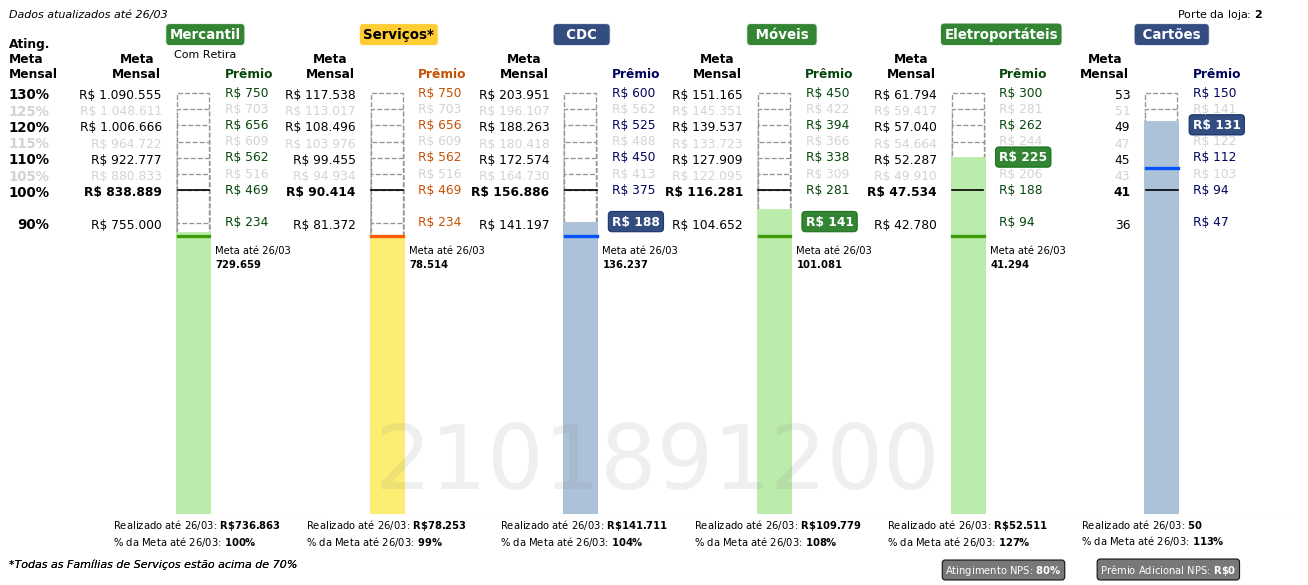 Dados atualizados até 26/03
Porte da loja: 2
Mercantil Serviços* CDC Móveis Eletroportáteis Cartões
Com Retira
Ating. Meta Mensal
Meta Mensal Prêmio Meta Mensal Prêmio Meta Mensal Prêmio Meta Mensal Prêmio Meta Mensal Prêmio Meta Mensal Prêmio
130% R$ 1.090.555 R$ 750 R$ 117.538 R$ 750 R$ 203.951 R$ 600 R$ 151.165 R$ 450 R$ 61.794 R$ 300 53 R$ 150
125% R$ 1.048.611 R$ 703 R$ 113.017 R$ 703 R$ 196.107 R$ 562 R$ 145.351 R$ 422 R$ 59.417 R$ 281 51 R$ 141
120% R$ 1.006.666 R$ 656 R$ 108.496 R$ 656 R$ 188.263 R$ 525 R$ 139.537 R$ 394 R$ 57.040 R$ 262 49 R$ 131
115% R$ 964.722 R$ 609 R$ 103.976 R$ 609 R$ 180.418 R$ 488 R$ 133.723 R$ 366 R$ 54.664 R$ 244 47 R$ 122
110% R$ 922.777 R$ 562 R$ 99.455 R$ 562 R$ 172.574 R$ 450 R$ 127.909 R$ 338 R$ 52.287 R$ 225 45 R$ 112
105% R$ 880.833 R$ 516 R$ 94.934 R$ 516 R$ 164.730 R$ 413 R$ 122.095 R$ 309 R$ 49.910 R$ 206 43 R$ 103
100% R$ 838.889 R$ 469 R$ 90.414 R$ 469 R$ 156.886 R$ 375 R$ 116.281 R$ 281 R$ 47.534 R$ 188 41 R$ 94
90% R$ 755.000 R$ 234 R$ 81.372 R$ 234 R$ 141.197 R$ 188 R$ 104.652 R$ 141 R$ 42.780 R$ 94 36 R$ 47
Meta até 26/03 Meta até 26/03 Meta até 26/03 Meta até 26/03 Meta até 26/03
729.659 78.514 136.237 101.081 41.294
2101891200
Realizado até 26/03: R$736.863 Realizado até 26/03: R$78.253 Realizado até 26/03: R$141.711 Realizado até 26/03: R$109.779 Realizado até 26/03: R$52.511 Realizado até 26/03: 50
% da Meta até 26/03: 100% % da Meta até 26/03: 99% % da Meta até 26/03: 104% % da Meta até 26/03: 108% % da Meta até 26/03: 127% % da Meta até 26/03: 113%
*Todas as Famílias de Serviços estão acima de 70%
Atingimento NPS: 80% Prêmio Adicional NPS: R$0